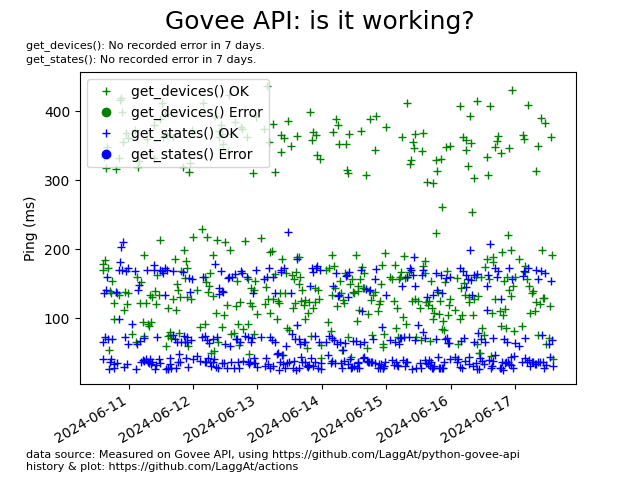 Govee API: is it working?
get_devices(): No recorded error in 7 days.
get_states(): No recorded error in 7 days.
get_devices() OK
get_devices() Error
get_states() OK
get_states() Error
Ping (ms)
400
300
200
100
2024-06-11
2024-06-12
2024-06-13
2024-06-14
2024-06-15
2024-06-16
2024-06-17
data source: Measured on Govee API, using https://github.com/LaggAt/python-govee-api
history & plot: https://github.com/LaggAt/actions